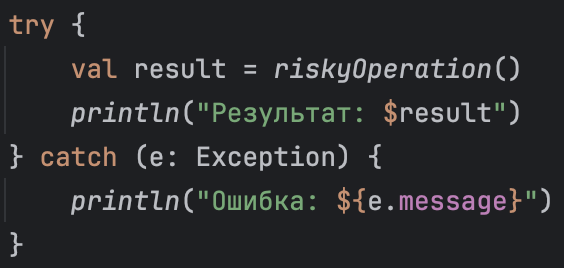 try {
    val result = riskyOperation()
    println("Результат: $result")
} catch (e: Exception) {
    println("Ошибка: ${e.message}")
}